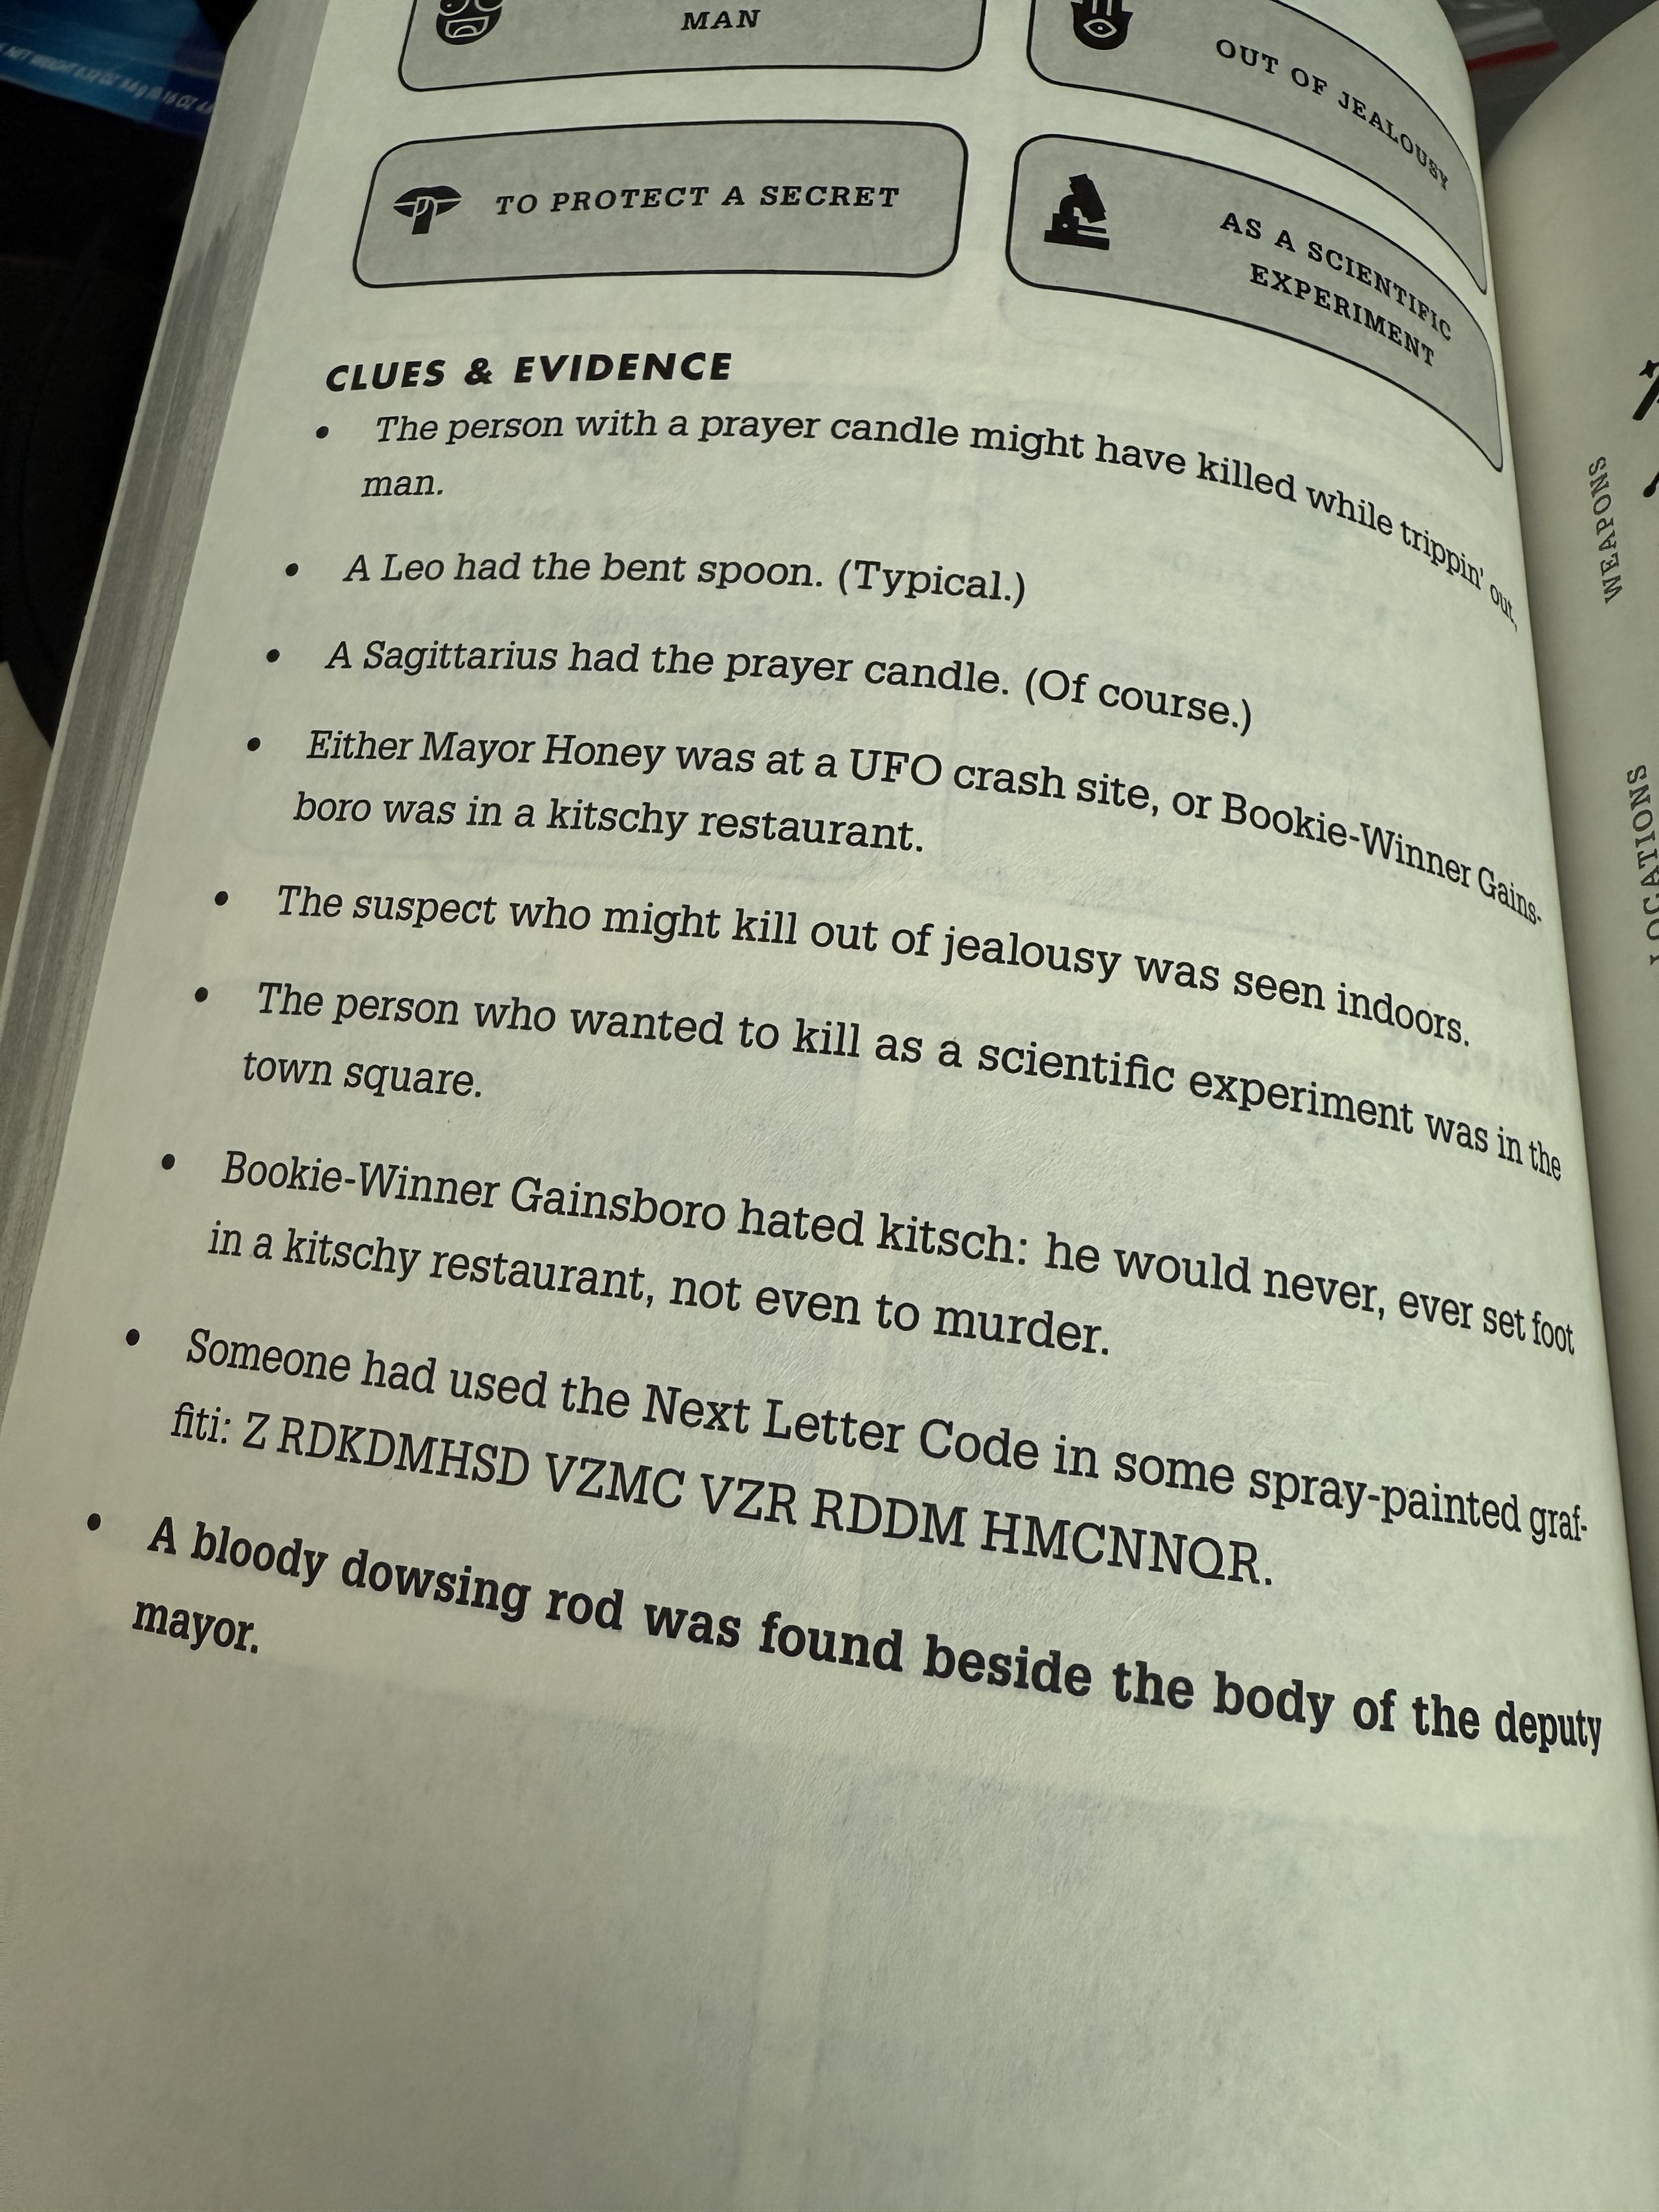 MAN
OUT OF JEALOUSY
TO PROTECT A SECRET
AS A SCIENTIFIC
EXPERIMENT
CLUES & EVIDENCE
• The person with a prayer candle might have killed while trippin' out,
man.
• A Leo had the bent spoon. (Typical.)
• A Sagittarius had the prayer candle. (Of course.)
• Either Mayor Honey was at a UFO crash site, or Bookie-Winner Gains-
boro was in a kitschy restaurant.
• The suspect who might kill out of jealousy was seen indoors.
• The person who wanted to kill as a scientific experiment was in the
town square.
• Bookie-Winner Gainsboro hated kitsch: he would never, ever set foot
in a kitschy restaurant, not even to murder.
• Someone had used the Next Letter Code in some spray-painted graf-
fiti: Z RDKDMHSD VZMC VZR RDDM HMCNNQR.
• A bloody dowsing rod was found beside the body of the deputy
mayor.
WEAPONS
LOCATIONS